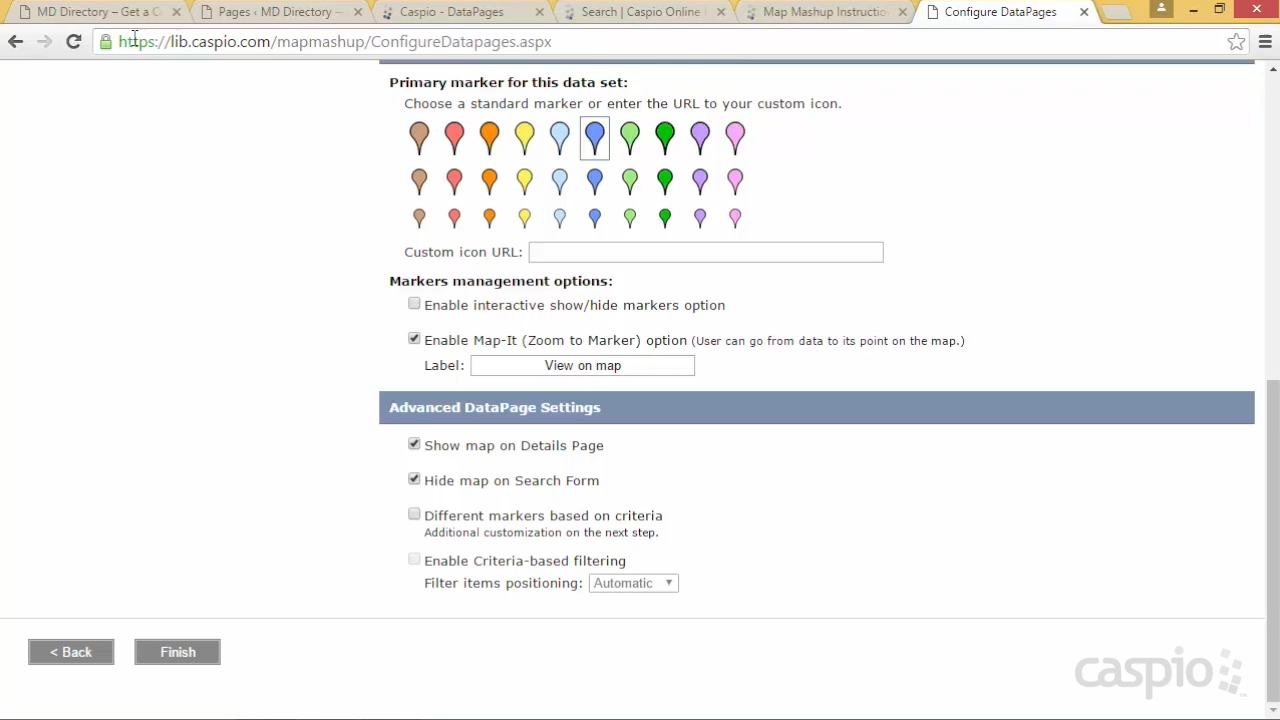 MD Directory – Get a C
Pages ‹ MD Directory —
Caspio - DataPages
Search | Caspio Online
Map Mashup Instructio
Configure DataPages
https://lib.caspio.com/mapmashup/ConfigureDatapages.aspx
Primary marker for this data set:
Choose a standard marker or enter the URL to your custom icon.
Custom icon URL:
Markers management options:
Enable interactive show/hide markers option
Enable Map-It (Zoom to Marker) option (User can go from data to its point on the map.)
Label: View on map
Advanced DataPage Settings
Show map on Details Page
Hide map on Search Form
Different markers based on criteria
Additional customization on the next step.
Enable Criteria-based filtering
Filter items positioning: Automatic
< Back Finish
caspio